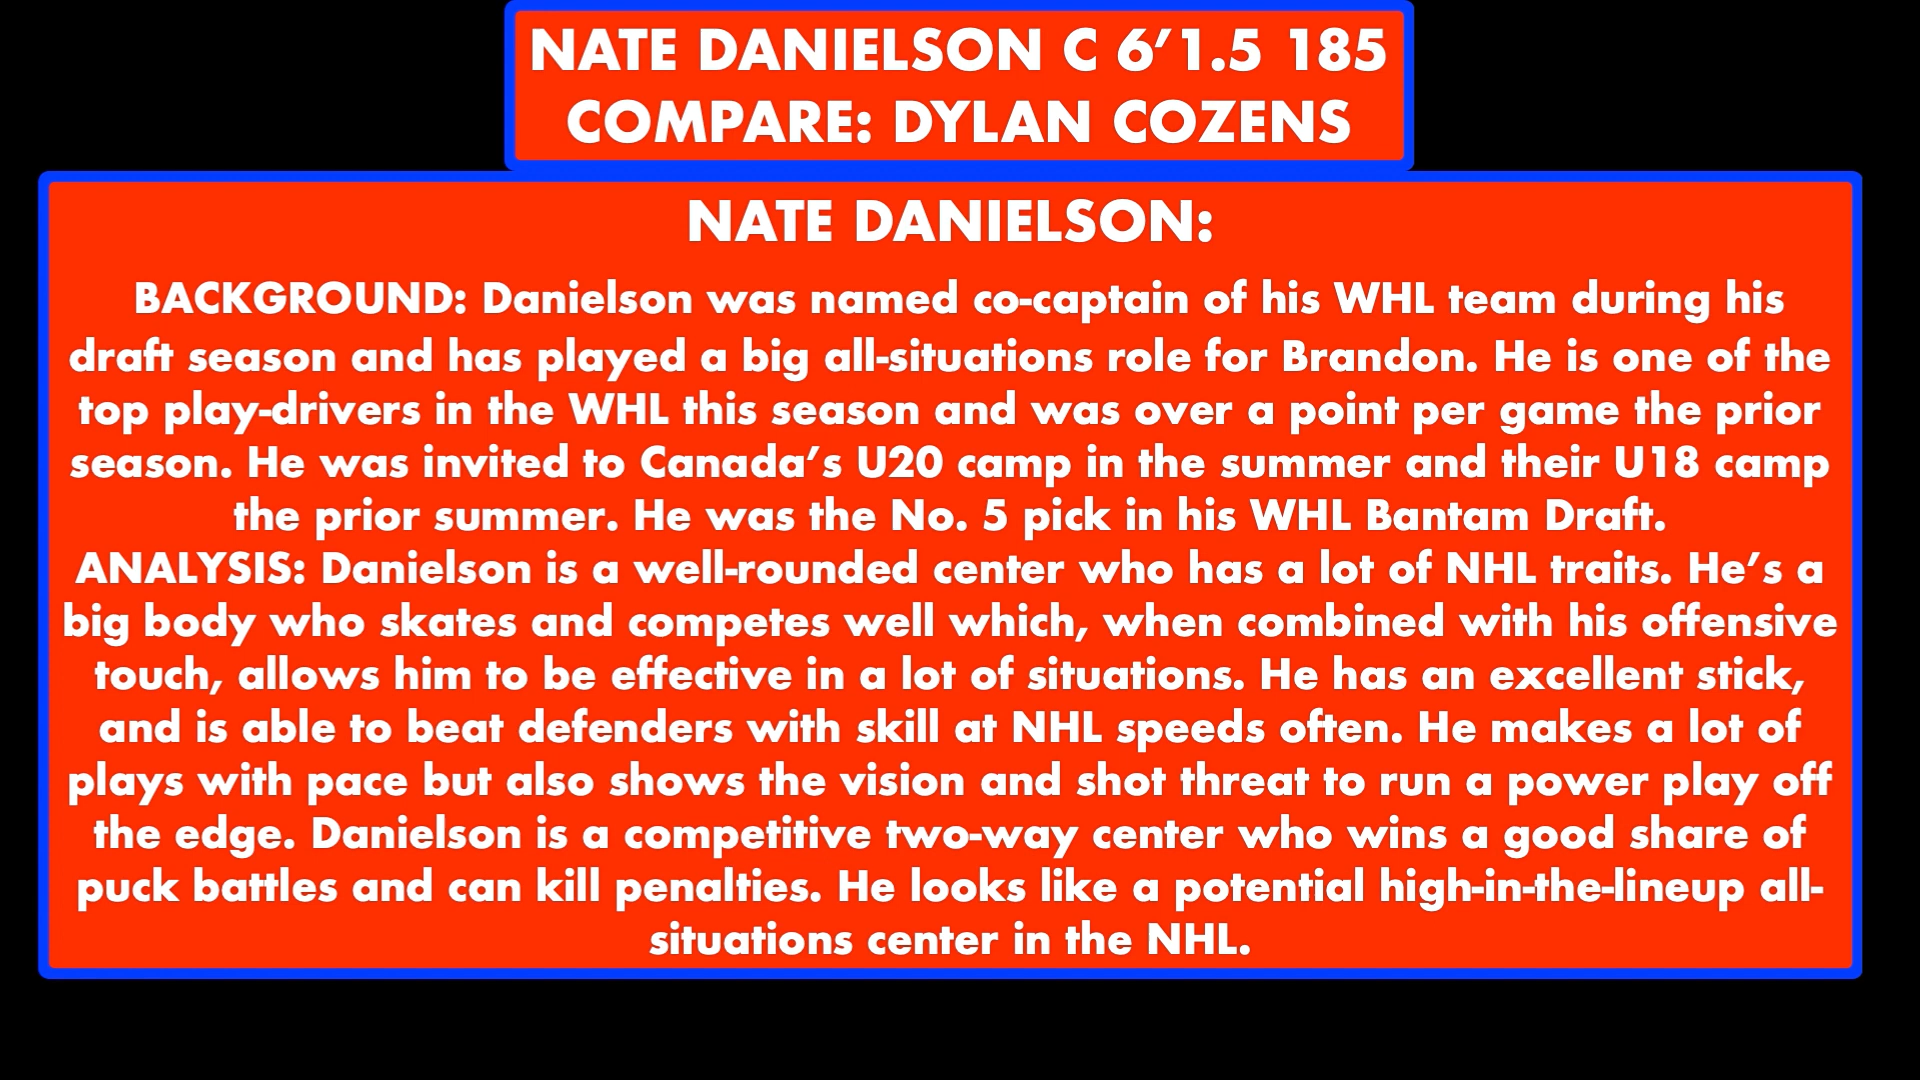 NATE DANIELSON C 6’1.5 185
COMPARE: DYLAN COZENS
NATE DANIELSON:
BACKGROUND: Danielson was named co-captain of his WHL team during his
draft season and has played a big all-situations role for Brandon. He is one of the
top play-drivers in the WHL this season and was over a point per game the prior
season. He was invited to Canada’s U20 camp in the summer and their U18 camp
the prior summer. He was the No. 5 pick in his WHL Bantam Draft.
ANALYSIS: Danielson is a well-rounded center who has a lot of NHL traits. He’s a
big body who skates and competes well which, when combined with his offensive
touch, allows him to be effective in a lot of situations. He has an excellent stick,
and is able to beat defenders with skill at NHL speeds often. He makes a lot of
plays with pace but also shows the vision and shot threat to run a power play off
the edge. Danielson is a competitive two-way center who wins a good share of
puck battles and can kill penalties. He looks like a potential high-in-the-lineup all-
situations center in the NHL.